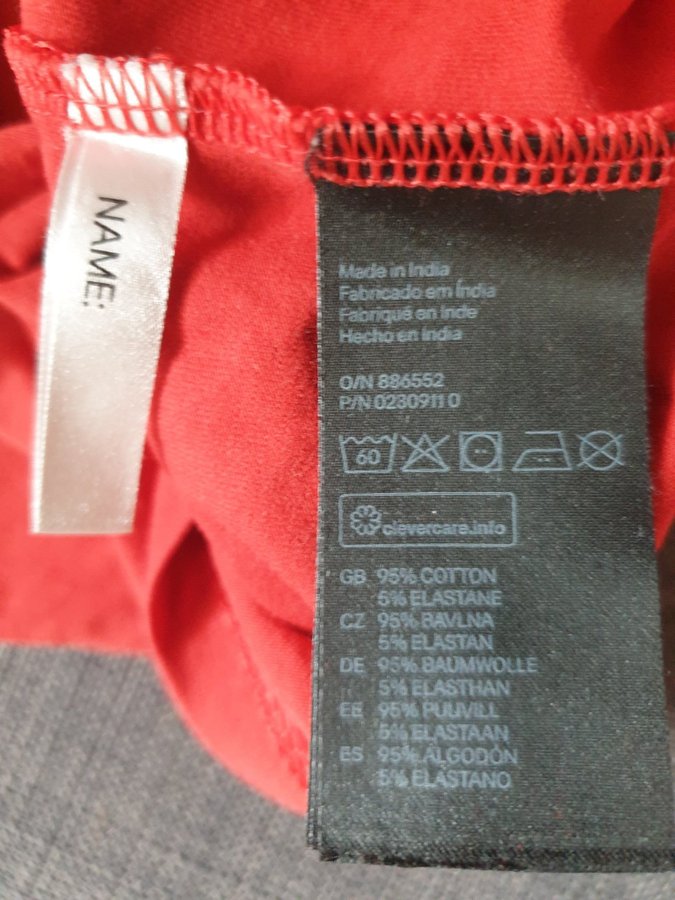 NAME:
Made in India
Fabricado em Índia
Fabriqué en Inde
Hecho en India
O/N 886552
P/N 0230911 0
60
clevercare.info
GB 95% COTTON
5% ELASTANE
CZ 95% BAVLNA
5% ELASTAN
DE 95% BAUMWOLLE
5% ELASTHAN
EE 95% PUUVILL
5% ELASTAAN
ES 95% ALGODÓN
5% ELASTANO